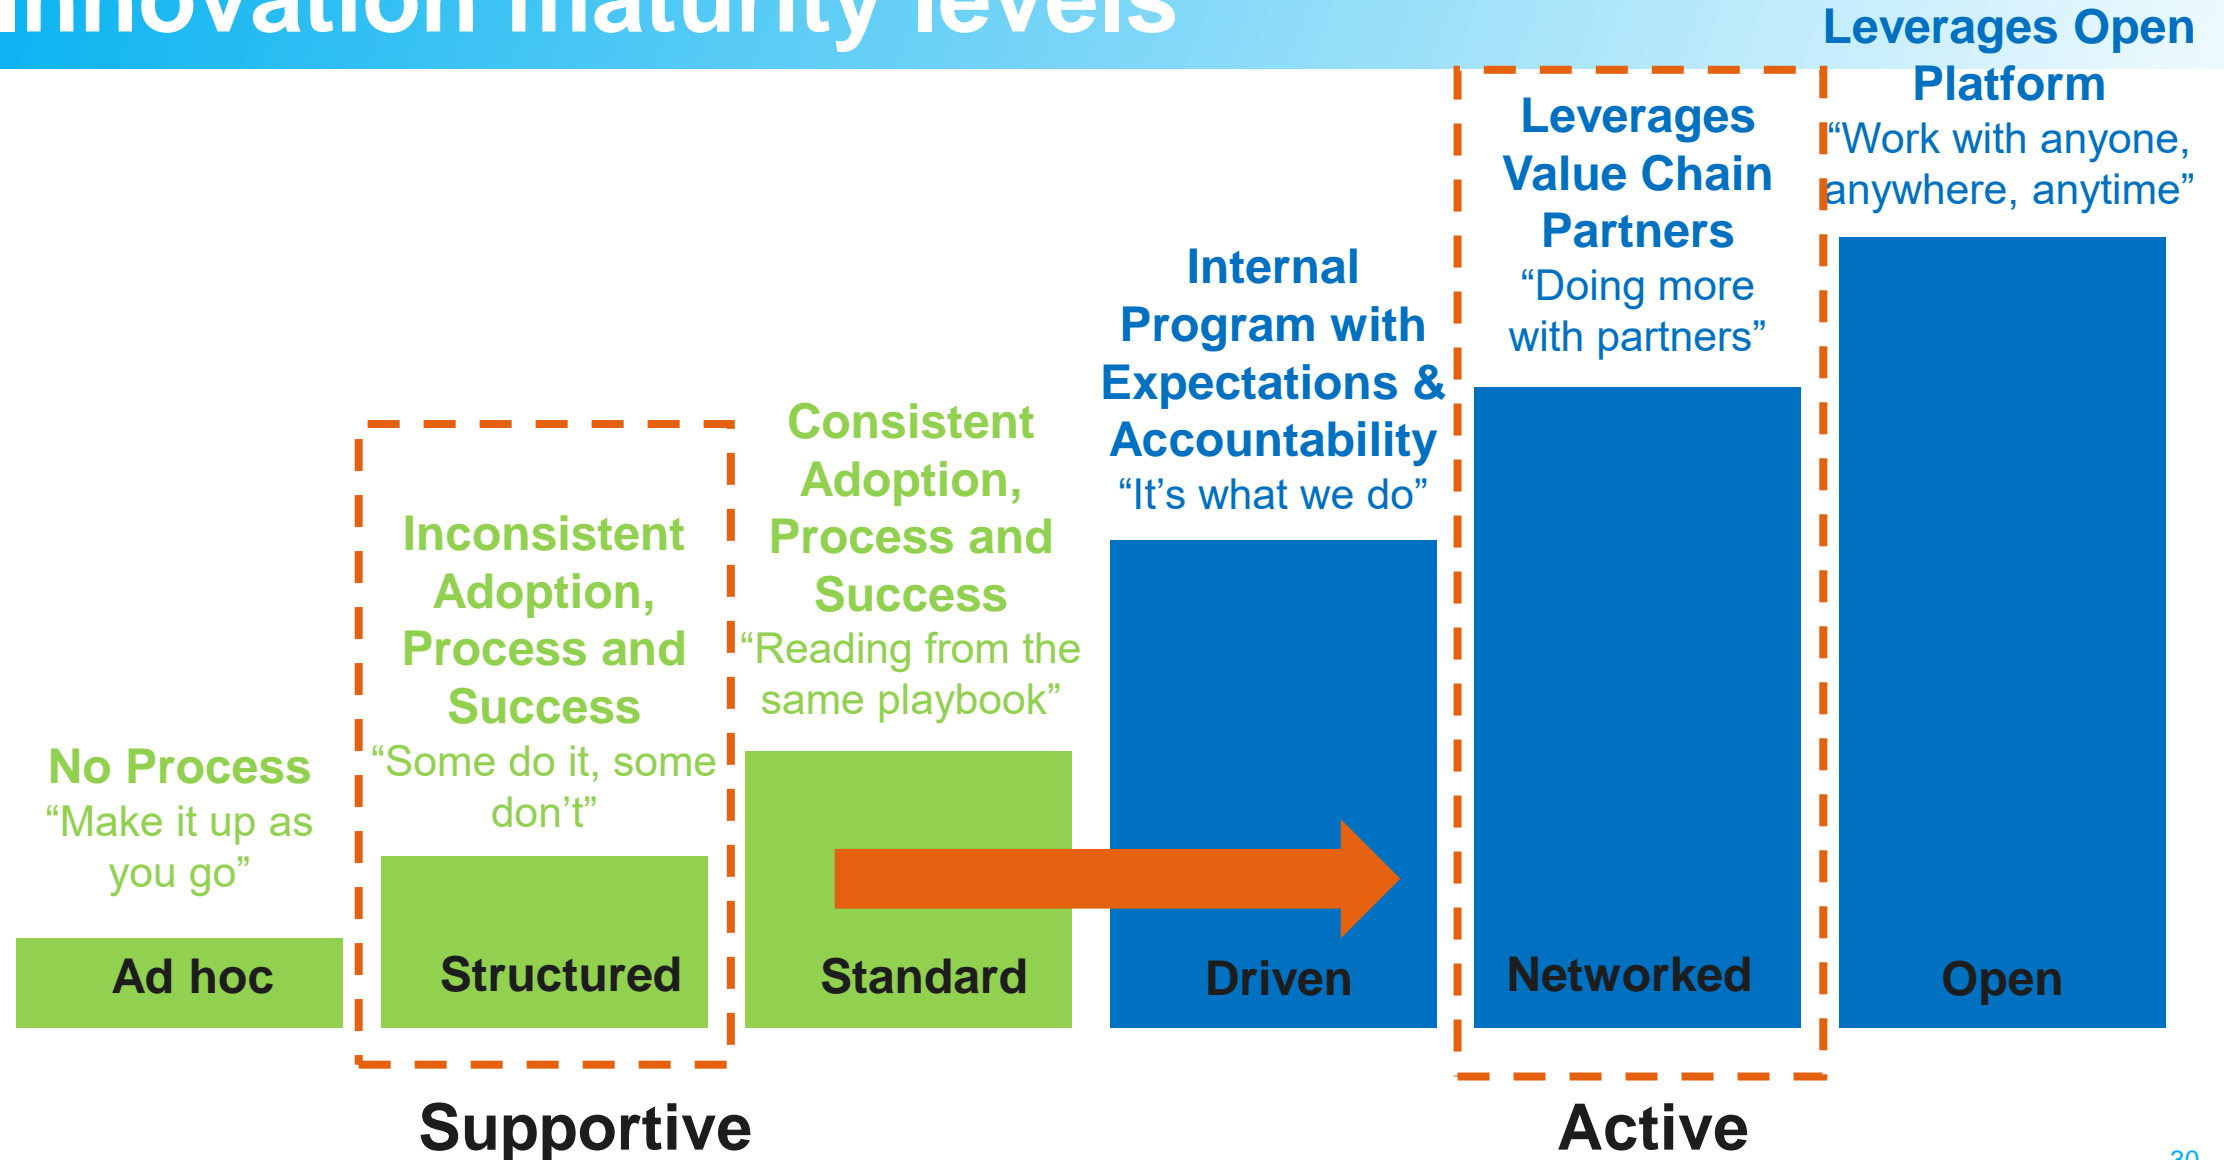 Innovation maturity levels
No Process
“Make it up as
you go”
Ad hoc
Inconsistent
Adoption,
Process and
Success
“Some do it, some
don’t”
Structured
Consistent
Adoption,
Process and
Success
“Reading from the
same playbook”
Standard
Internal
Program with
Expectations &
Accountability
“It’s what we do”
Driven
Leverages
Value Chain
Partners
“Doing more
with partners”
Networked
Leverages Open
Platform
“Work with anyone,
anywhere, anytime”
Open
Supportive
Active
30